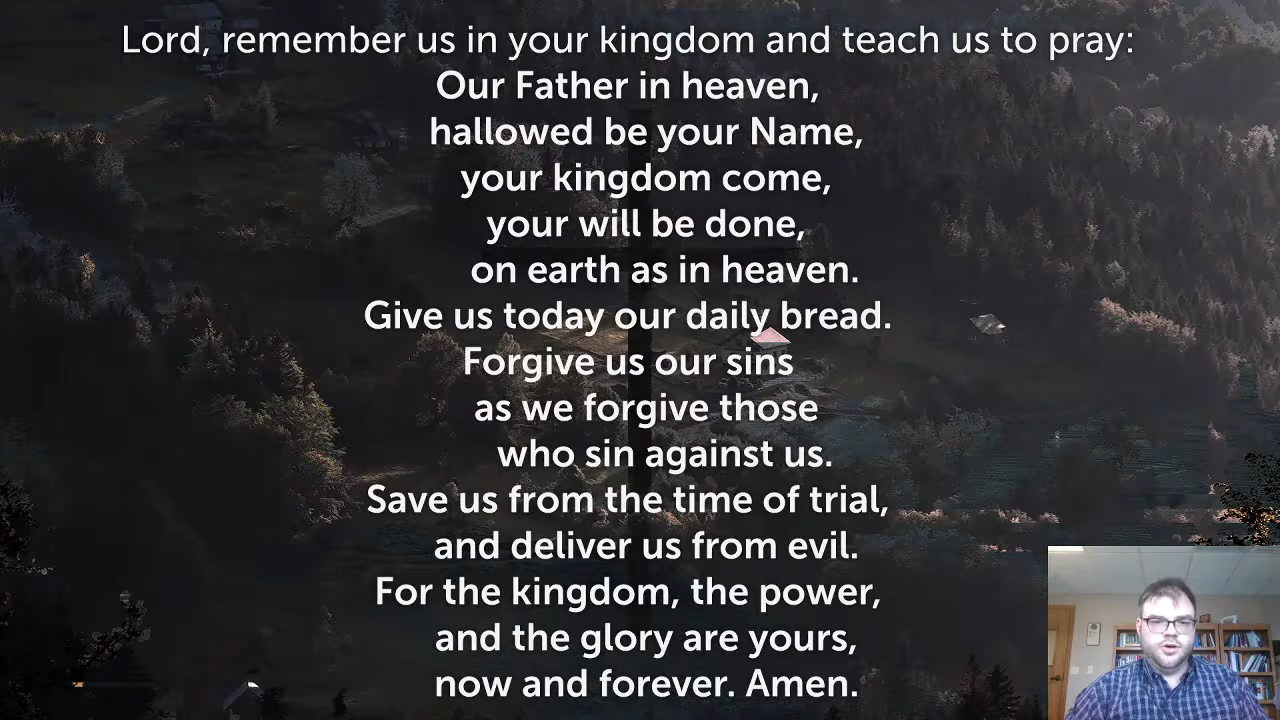 Lord, remember us in your kingdom and teach us to pray:
Our Father in heaven,
hallowed be your Name,
your kingdom come,
your will be done,
on earth as in heaven.
Give us today our daily bread.
Forgive us our sins
as we forgive those
who sin against us.
Save us from the time of trial,
and deliver us from evil.
For the kingdom, the power,
and the glory are yours,
now and forever. Amen.